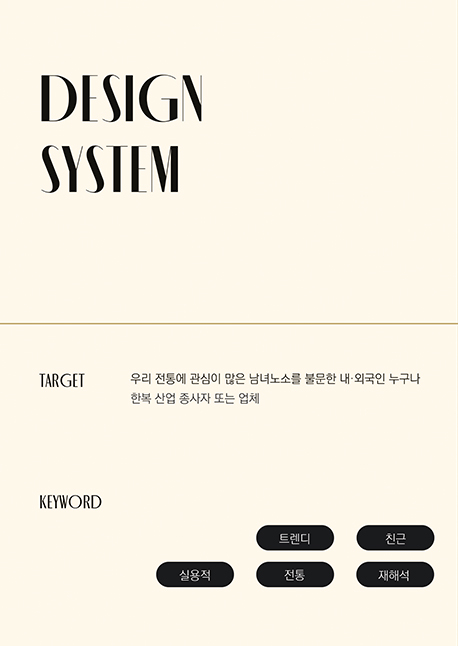 DESIGN
SYSTEM
TARGET
우리 전통에 관심이 많은 남녀노소를 불문한 내·외국인 누구나
한복 산업 종사자 또는 업체
KEYWORD
트렌디 친근
실용적 전통 재해석